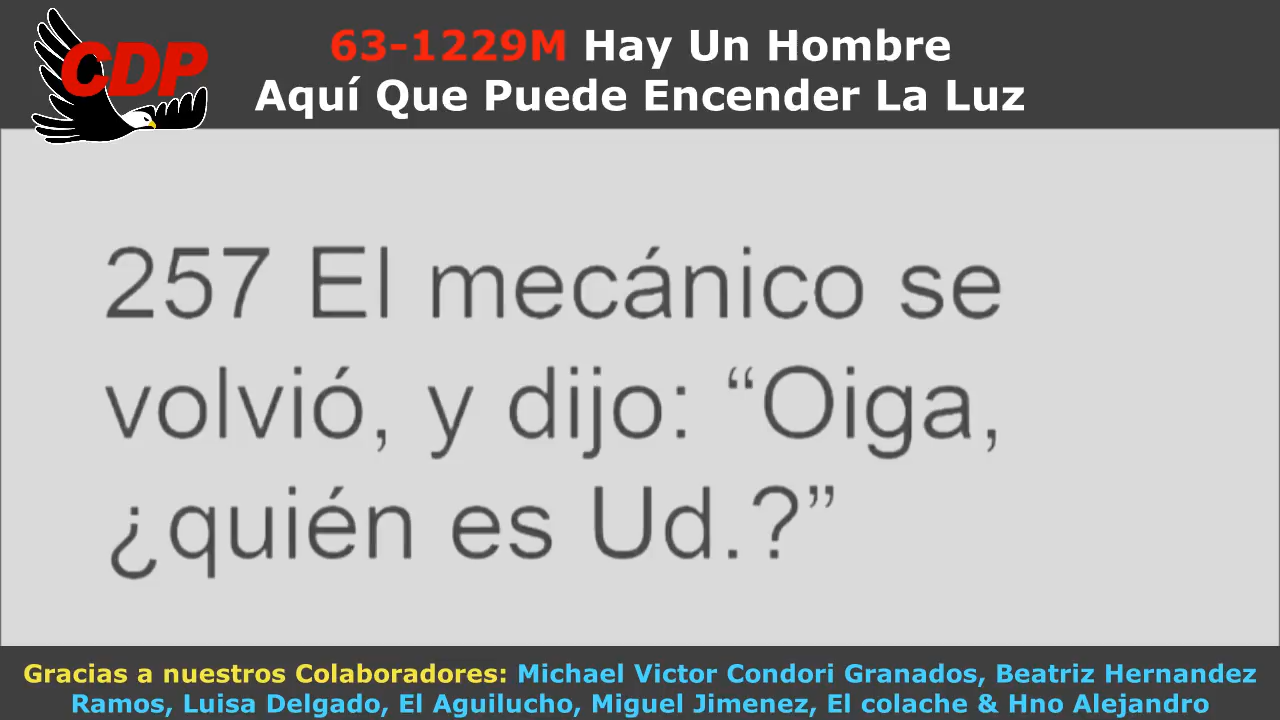 CDP
63-1229M Hay Un Hombre
Aquí Que Puede Encender La Luz
257 El mecánico se
volvió, y dijo: “Oiga,
¿quién es Ud.?”
Gracias a nuestros Colaboradores: Michael Victor Condori Granados, Beatriz Hernandez
Ramos, Luisa Delgado, El Aguilucho, Miguel Jimenez, El colache & Hno Alejandro